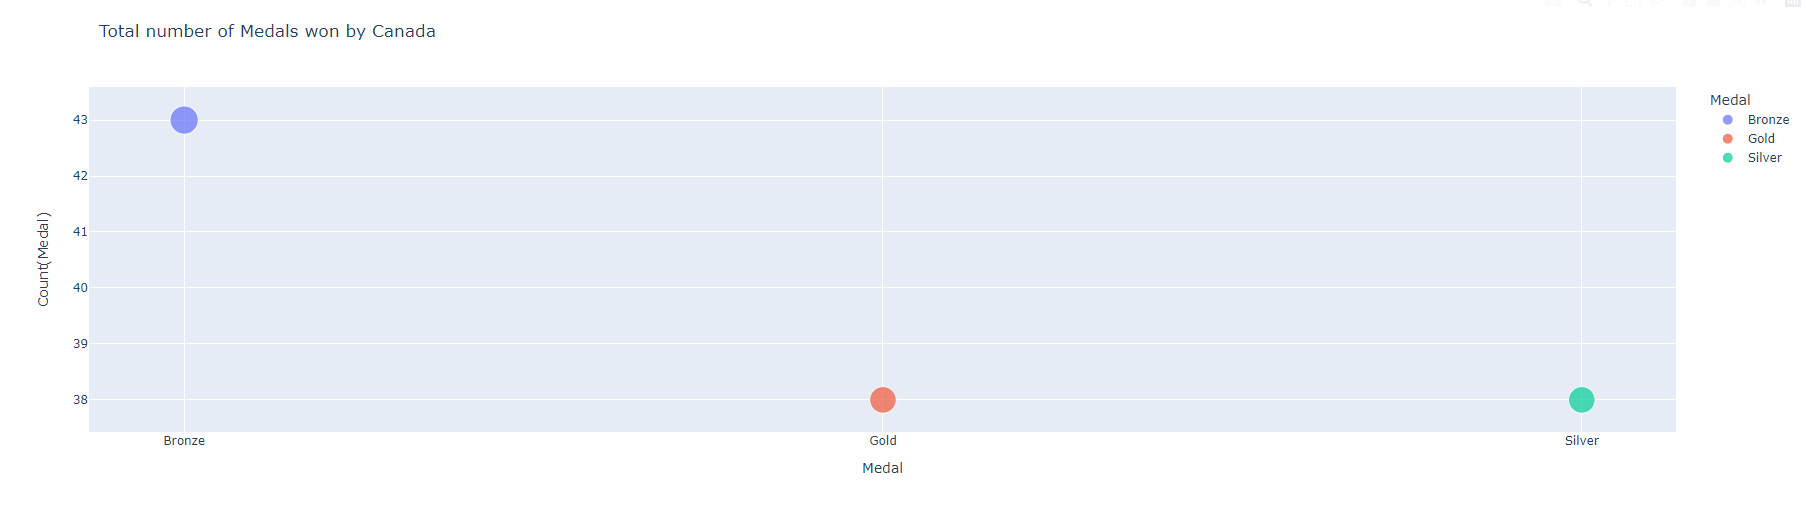 Total number of Medals won by Canada
Medal
Bronze
Gold
Silver
43
42
41
40
39
38
Count(Medal)
Bronze
Gold
Silver
Medal